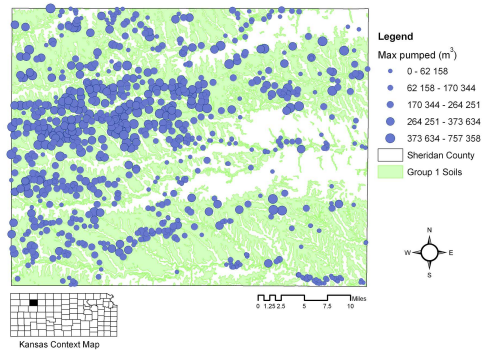 Legend
Max pumped (m³)
0 - 62 158
62 158 - 170 344
170 344 - 264 251
264 251 - 373 634
373 634 - 757 358
Sheridan County
Group 1 Soils
N
W E
S
Miles
0 1.25 2.5 5 7.5 10
Kansas Context Map